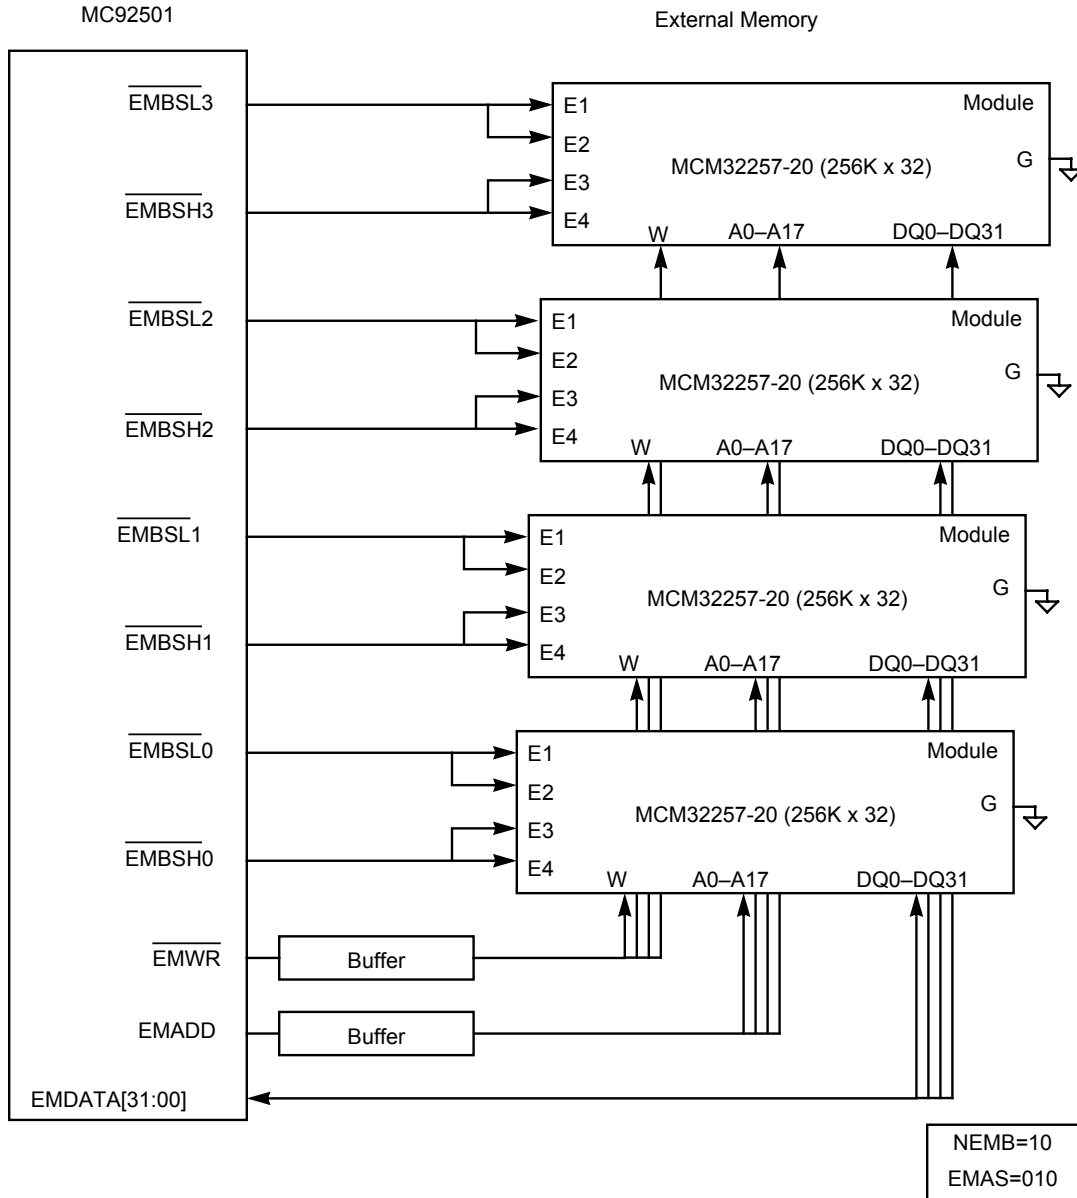 MC92501
External Memory
EMBSL3
E1
Module
E2
MCM32257-20 (256K x 32)
G
EMBSH3
E3
E4
W
A0–A17
DQ0–DQ31
EMBSL2
E1
Module
E2
MCM32257-20 (256K x 32)
G
EMBSH2
E3
E4
W
A0–A17
DQ0–DQ31
EMBSL1
E1
Module
E2
MCM32257-20 (256K x 32)
G
EMBSH1
E3
E4
W
A0–A17
DQ0–DQ31
EMBSL0
E1
Module
E2
MCM32257-20 (256K x 32)
G
EMBSH0
E3
E4
W
A0–A17
DQ0–DQ31
EMWR
Buffer
EMADD
Buffer
EMDATA[31:00]
NEMB=10
EMAS=010